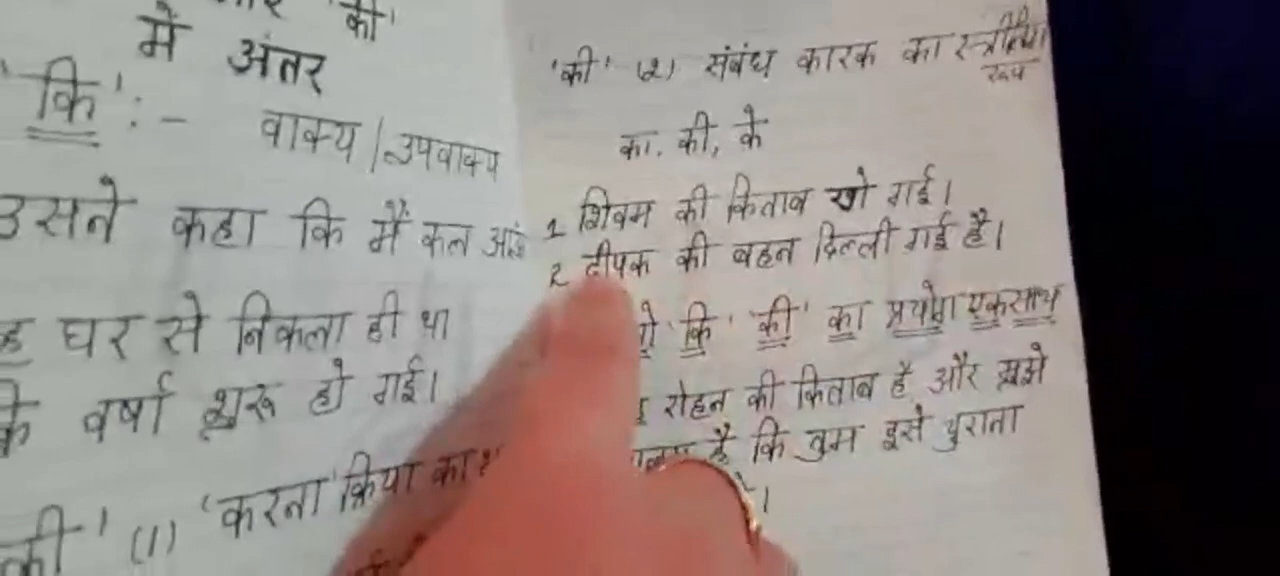 'की'
में अंतर
'कि' :-
वाक्य / उपवाक्य
उसने कहा कि मैं कल
घर से निकला ही था
वर्षा शुरू हो गई।
की' (1) 'करना' क्रिया का
'की' (2) संबंध कारक का
रूप
का, की, के
1 शिवम की किताब खो गई।
2 दीपक की बहन दिल्ली गई है।
'कि' 'की' का प्रयोग एकसाथ
रोहन की किताब है और मुझे
है कि तुम इसे चुराना